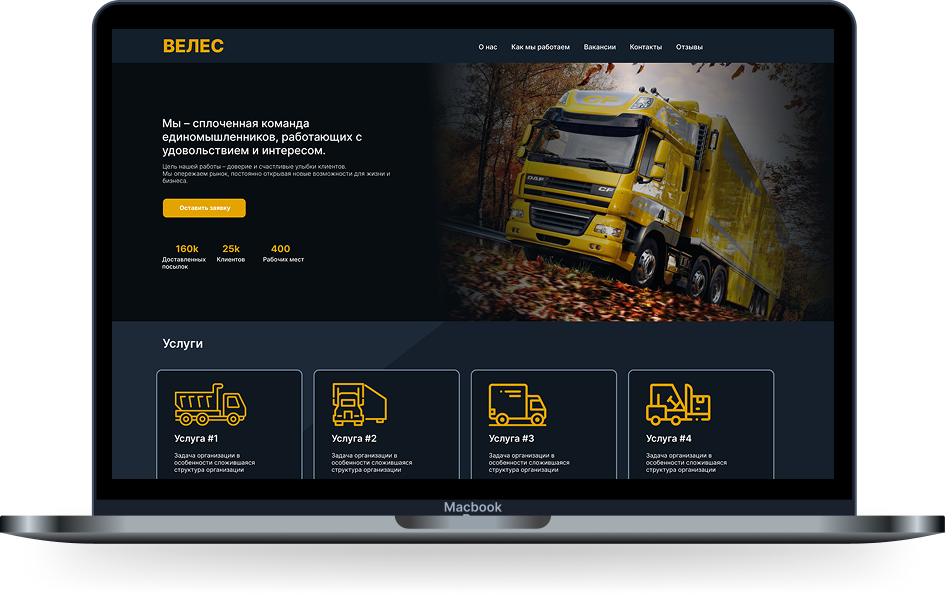 ВЕЛЕС
О нас Как мы работаем Вакансии Контакты Отзывы
Мы – сплоченная команда
единомышленников, работающих с
удовольствием и интересом.
Цель нашей работы – доверие и счастливые улыбки клиентов.
Мы опережаем рынок, постоянно открывая новые возможности для жизни и
бизнеса.
Оставить заявку
160k 25k 400
Доставленных Клиентов Рабочих мест
посылок
DAF CF
Услуги
Услуга #1 Услуга #2 Услуга #3 Услуга #4
Задача организации в Задача организации в Задача организации в Задача организации в
особенности сложившаяся особенности сложившаяся особенности сложившаяся особенности сложившаяся
структура организации структура организации структура организации структура организации
Macbook